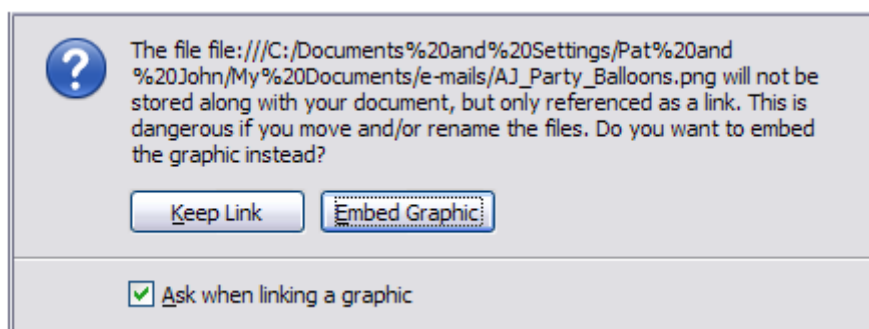 The file file:///C:/Documents%20and%20Settings/Pat%20and
%20John/My%20Documents/e-mails/AJ_Party_Balloons.png will not be
stored along with your document, but only referenced as a link. This is
dangerous if you move and/or rename the files. Do you want to embed
the graphic instead?
Keep Link Embed Graphic
Ask when linking a graphic